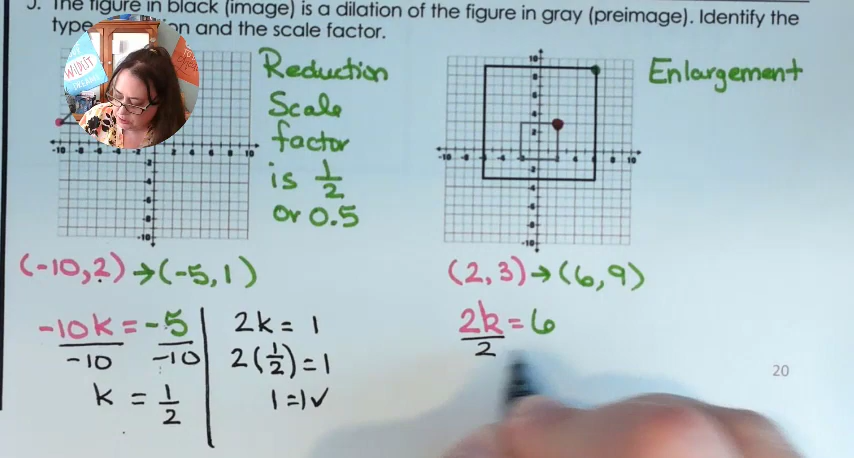 The figure in black (image) is a dilation of the figure in gray (preimage). Identify the
and the scale factor.
Reduction
Scale
factor
is 1/2
or 0.5
(-10,2)→(-5,1)
-10k = -5
-10 -10
k = 1/2
2k = 1
2(1/2)=1
1=1✓
Enlargement
(2,3)→(6,9)
2k = 6
2
20